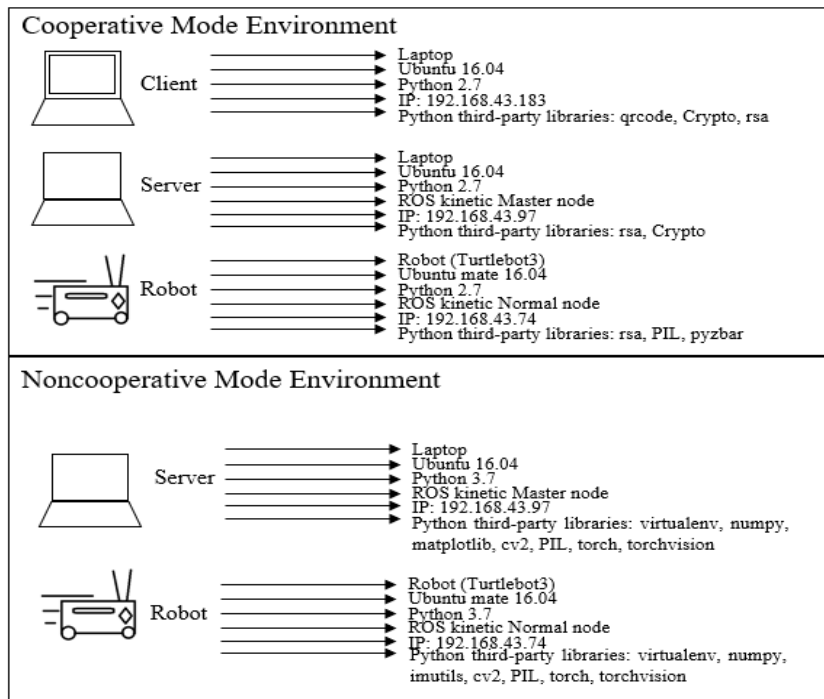 Cooperative Mode Environment
Client
Laptop
Ubuntu 16.04
Python 2.7
IP: 192.168.43.183
Python third-party libraries: qrcode, Crypto, rsa
Server
Laptop
Ubuntu 16.04
Python 2.7
ROS kinetic Master node
IP: 192.168.43.97
Python third-party libraries: rsa, Crypto
Robot
Robot (Turtlebot3)
Ubuntu mate 16.04
Python 2.7
ROS kinetic Normal node
IP: 192.168.43.74
Python third-party libraries: rsa, PIL, pyzbar
Noncooperative Mode Environment
Server
Laptop
Ubuntu 16.04
Python 3.7
ROS kinetic Master node
IP: 192.168.43.97
Python third-party libraries: virtualenv, numpy,
matplotlib, cv2, PIL, torch, torchvision
Robot
Robot (Turtlebot3)
Ubuntu mate 16.04
Python 3.7
ROS kinetic Normal node
IP: 192.168.43.74
Python third-party libraries: virtualenv, numpy,
imutils, cv2, PIL, torch, torchvision